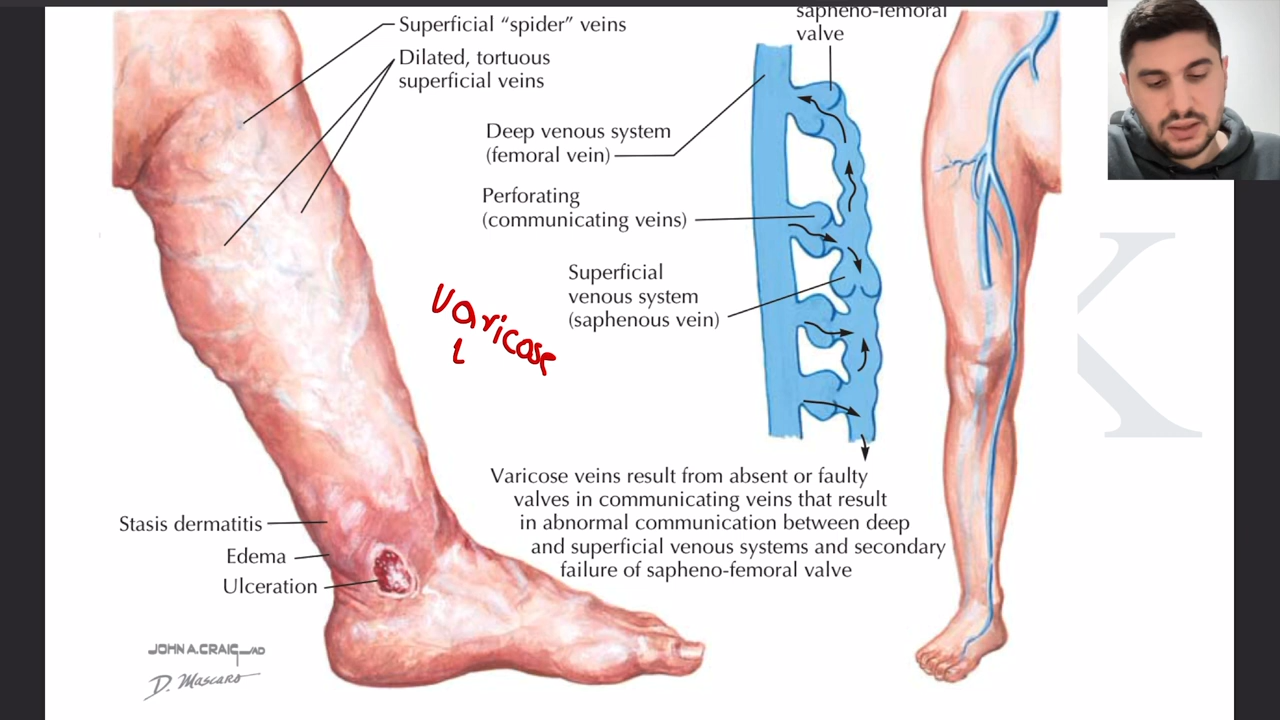 sapheno-femoral
valve
Superficial “spider” veins
Dilated, tortuous
superficial veins
Deep venous system
(femoral vein)
Perforating
(communicating veins)
Superficial
venous system
(saphenous vein)
varicose
L
Varicose veins result from absent or faulty
valves in communicating veins that result
in abnormal communication between deep
and superficial venous systems and secondary
failure of sapheno-femoral valve
Stasis dermatitis
Edema
Ulceration
JOHN A. CRAIG_AD
D. Mascaro
K